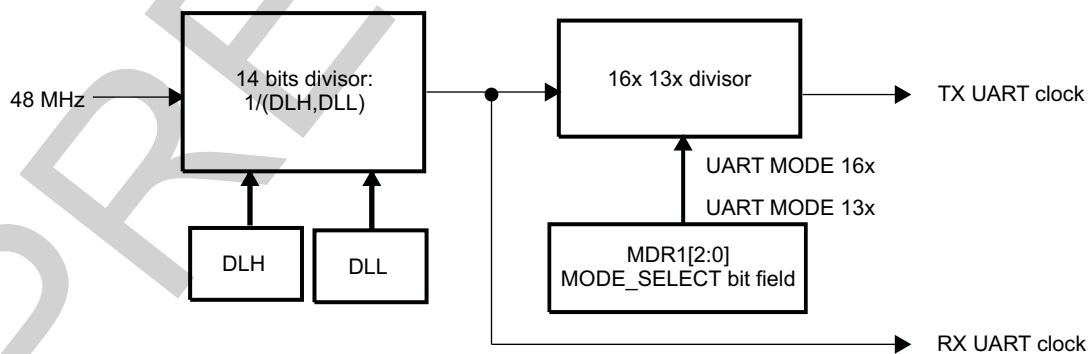 14 bits divisor:
1/(DLH,DLL)
16x 13x divisor
48 MHz
TX UART clock
UART MODE 16x
UART MODE 13x
DLH
DLL
MDR1[2:0]
MODE_SELECT bit field
RX UART clock